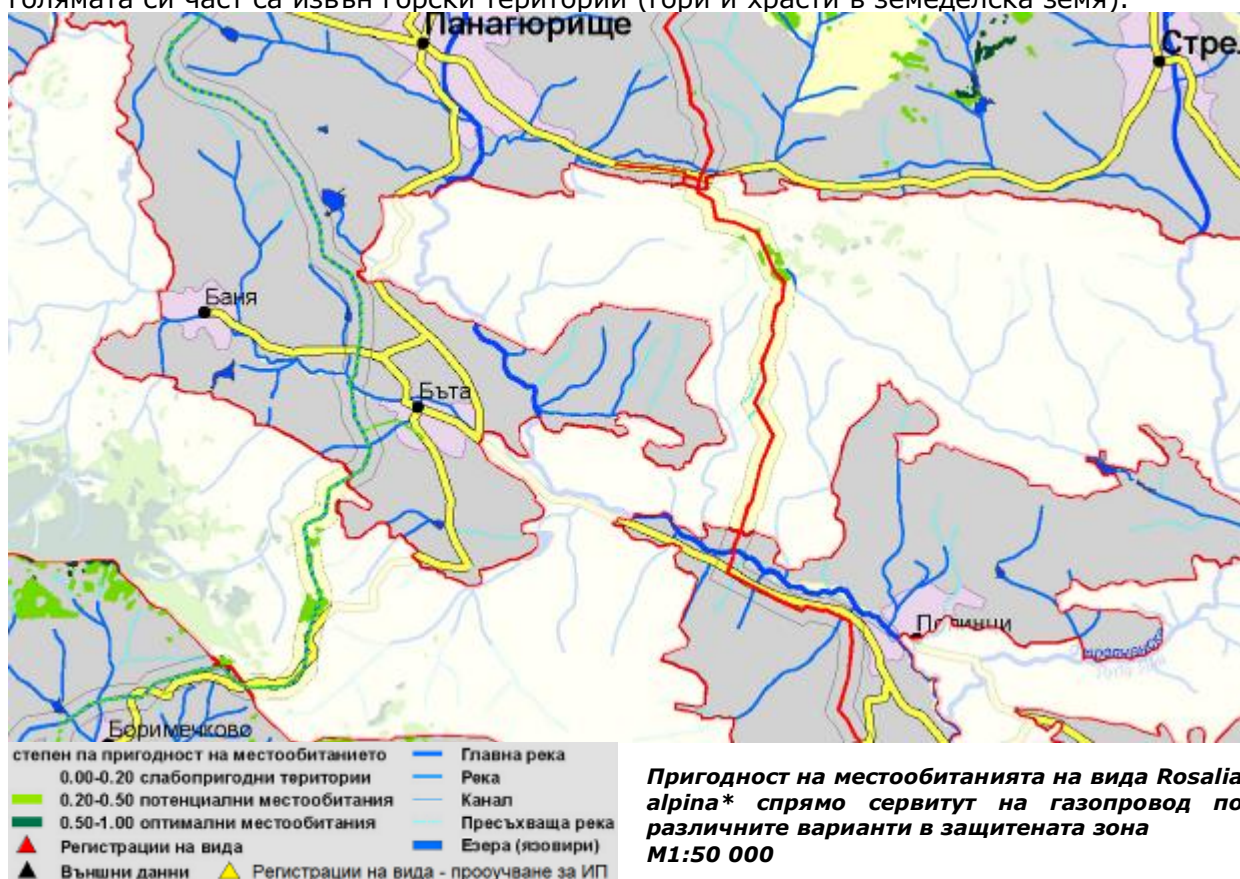 голямата си част са извън горски територии (гори и храсти в земеделска земя).
Панагюрище
Стрел
Баня
Бъта
Боримечково
степен па пригодност на местообитанието
0.00-0.20 слабопригодни територии
0.20-0.50 потенциални местообитания
0.50-1.00 оптимални местообитания
Регистрации на вида
Външни данни
Регистрации на вида - прооучване за ИП
Главна река
Река
Канал
Пресъхваща река
Езера (язовири)
Пригодност на местообитанията на вида Rosalia
alpina* спрямо сервитут на газопровод по
различните варианти в защитената зона
М1:50 000